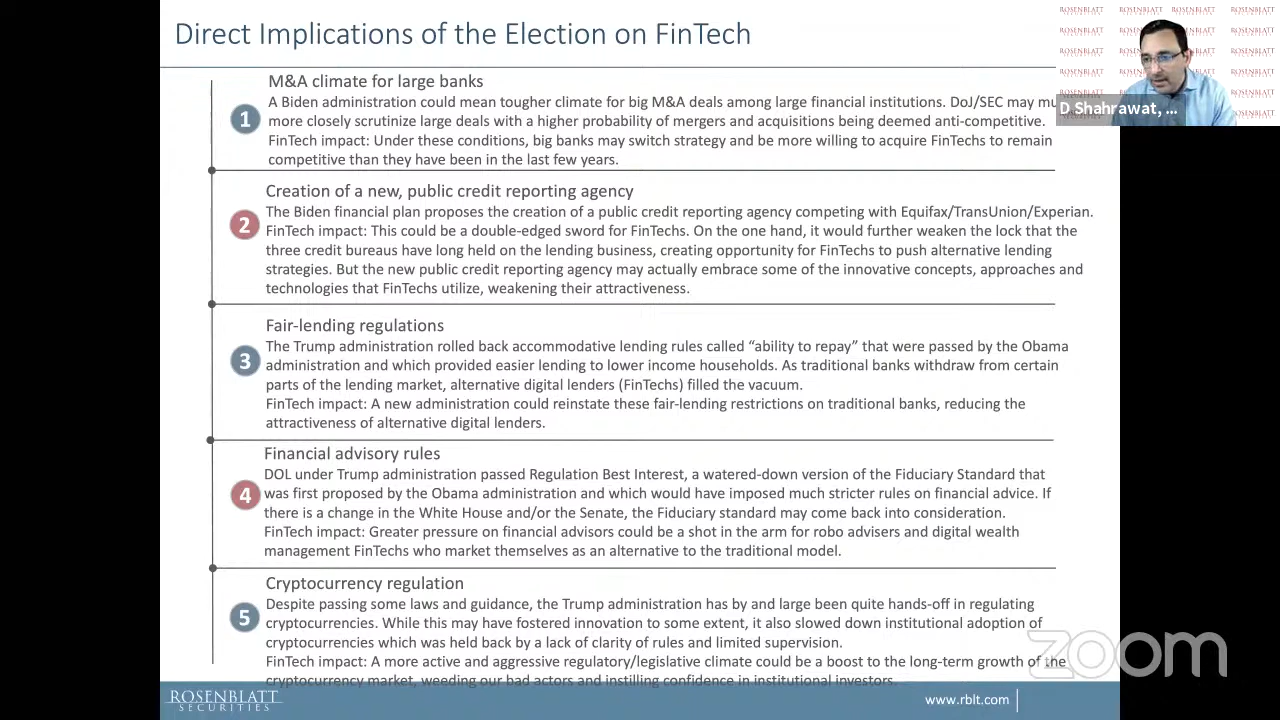 Direct Implications of the Election on FinTech
ROSENBLATT ROSENBLATT ROSENBLATT ROSENBLATT
SECURITIES
D Shahrawat, ...
1
M&A climate for large banks
A Biden administration could mean tougher climate for big M&A deals among large financial institutions. DoJ/SEC may
more closely scrutinize large deals with a higher probability of mergers and acquisitions being deemed anti-competitive.
FinTech impact: Under these conditions, big banks may switch strategy and be more willing to acquire FinTechs to remain
competitive than they have been in the last few years.
2
Creation of a new, public credit reporting agency
The Biden financial plan proposes the creation of a public credit reporting agency competing with Equifax/TransUnion/Experian.
FinTech impact: This could be a double-edged sword for FinTechs. On the one hand, it would further weaken the lock that the
three credit bureaus have long held on the lending business, creating opportunity for FinTechs to push alternative lending
strategies. But the new public credit reporting agency may actually embrace some of the innovative concepts, approaches and
technologies that FinTechs utilize, weakening their attractiveness.
3
Fair-lending regulations
The Trump administration rolled back accommodative lending rules called “ability to repay” that were passed by the Obama
administration and which provided easier lending to lower income households. As traditional banks withdraw from certain
parts of the lending market, alternative digital lenders (FinTechs) filled the vacuum.
FinTech impact: A new administration could reinstate these fair-lending restrictions on traditional banks, reducing the
attractiveness of alternative digital lenders.
4
Financial advisory rules
DOL under Trump administration passed Regulation Best Interest, a watered-down version of the Fiduciary Standard that
was first proposed by the Obama administration and which would have imposed much stricter rules on financial advice. If
there is a change in the White House and/or the Senate, the Fiduciary standard may come back into consideration.
FinTech impact: Greater pressure on financial advisors could be a shot in the arm for robo advisers and digital wealth
management FinTechs who market themselves as an alternative to the traditional model.
5
Cryptocurrency regulation
Despite passing some laws and guidance, the Trump administration has by and large been quite hands-off in regulating
cryptocurrencies. While this may have fostered innovation to some extent, it also slowed down institutional adoption of
cryptocurrencies which was held back by a lack of clarity of rules and limited supervision.
FinTech impact: A more active and aggressive regulatory/legislative climate could be a boost to the long-term growth of the
cryptocurrency market, weeding our bad actors and instilling confidence in institutional investors.
zoom
ROSENBLATT
SECURITIES
www.rblt.com